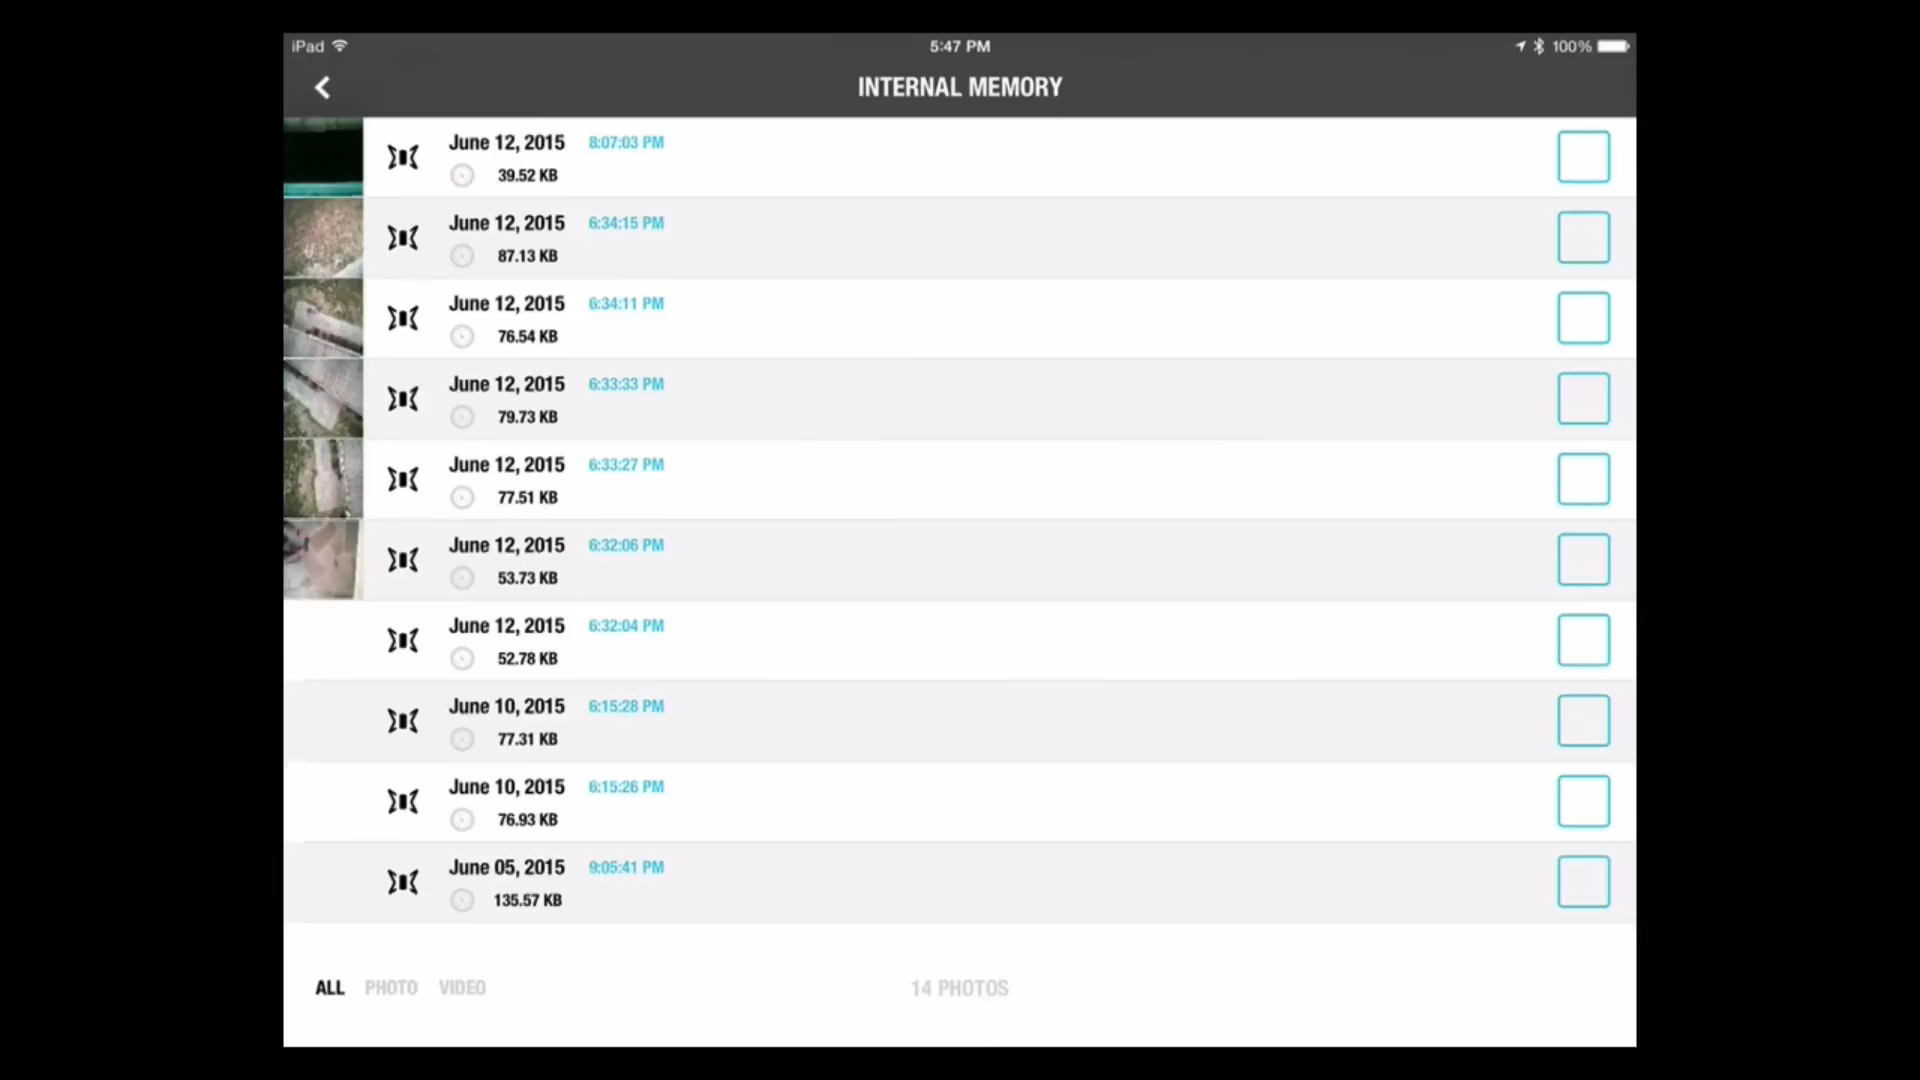 iPad 5:47 PM 100%
INTERNAL MEMORY
June 12, 2015 8:07:03 PM
39.52 KB
June 12, 2015 6:34:15 PM
87.13 KB
June 12, 2015 6:34:11 PM
76.54 KB
June 12, 2015 6:33:33 PM
79.73 KB
June 12, 2015 6:33:27 PM
77.51 KB
June 12, 2015 6:32:06 PM
53.73 KB
June 12, 2015 6:32:04 PM
52.78 KB
June 10, 2015 6:15:28 PM
77.31 KB
June 10, 2015 6:15:26 PM
76.93 KB
June 05, 2015 9:05:41 PM
135.57 KB
ALL PHOTO VIDEO 14 PHOTOS